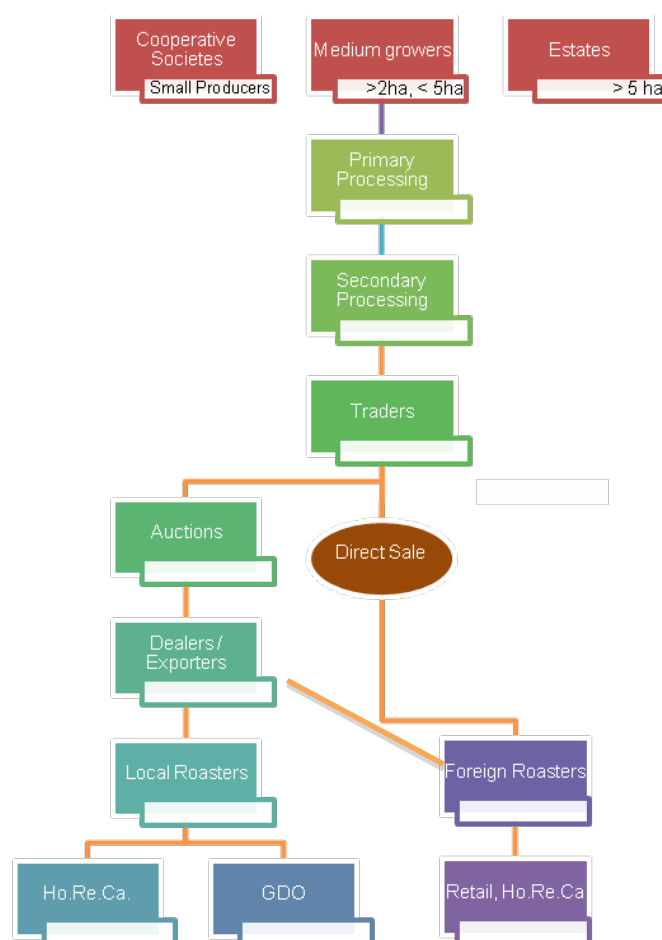 Cooperative
Societes
Small Producers
Medium growers
>2ha, < 5ha
Estates
> 5 ha
Primary
Processing
Secondary
Processing
Traders
Auctions
Direct Sale
Dealers /
Exporters
Local Roasters
Foreign Roasters
Ho.Re.Ca.
GDO
Retail, Ho.Re.Ca